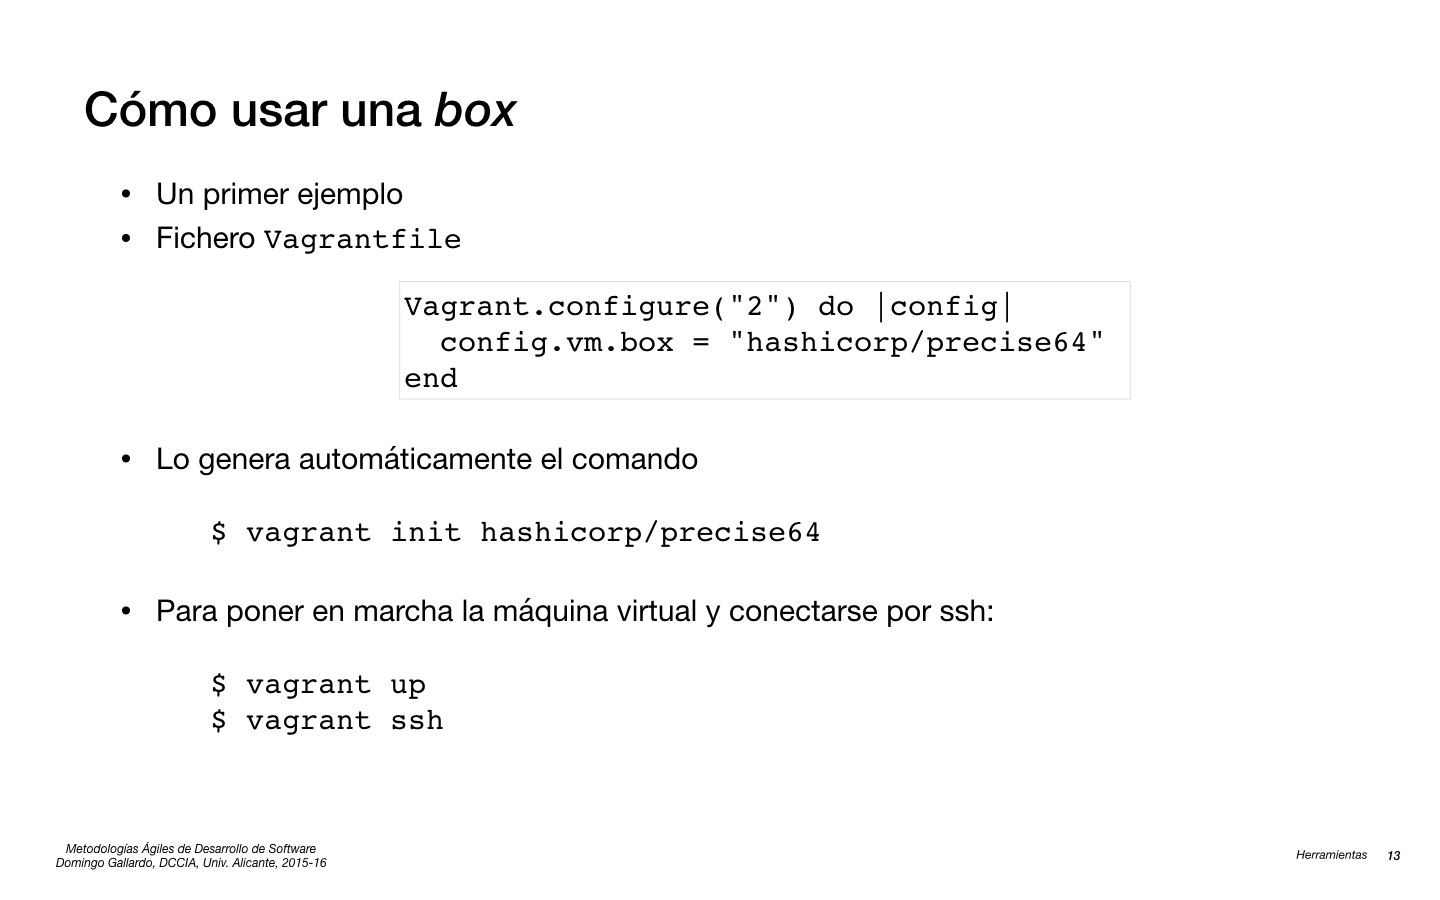 Cómo usar una box
• Un primer ejemplo
• Fichero Vagrantfile
Vagrant.configure("2") do |config|
  config.vm.box = "hashicorp/precise64"
end
• Lo genera automáticamente el comando
$ vagrant init hashicorp/precise64
• Para poner en marcha la máquina virtual y conectarse por ssh:
$ vagrant up
$ vagrant ssh
Metodologías Ágiles de Desarrollo de Software
Domingo Gallardo, DCCIA, Univ. Alicante, 2015-16
Herramientas 13